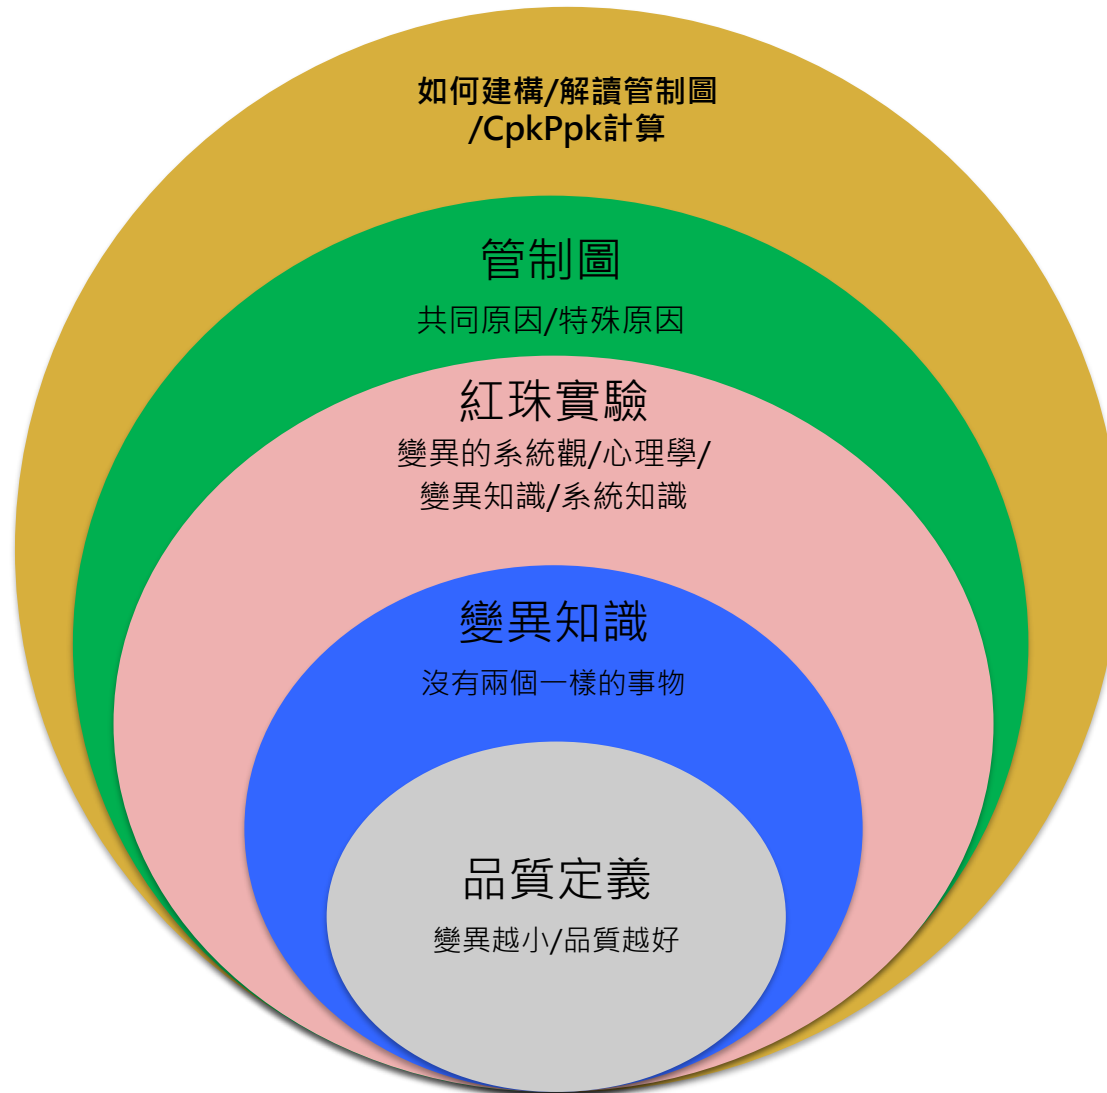 如何建構/解讀管制圖
/CpkPpk計算
管制圖
共同原因/特殊原因
紅珠實驗
變異的系統觀/心理學/
變異知識/系統知識
變異知識
沒有兩個一樣的事物
品質定義
變異越小/品質越好